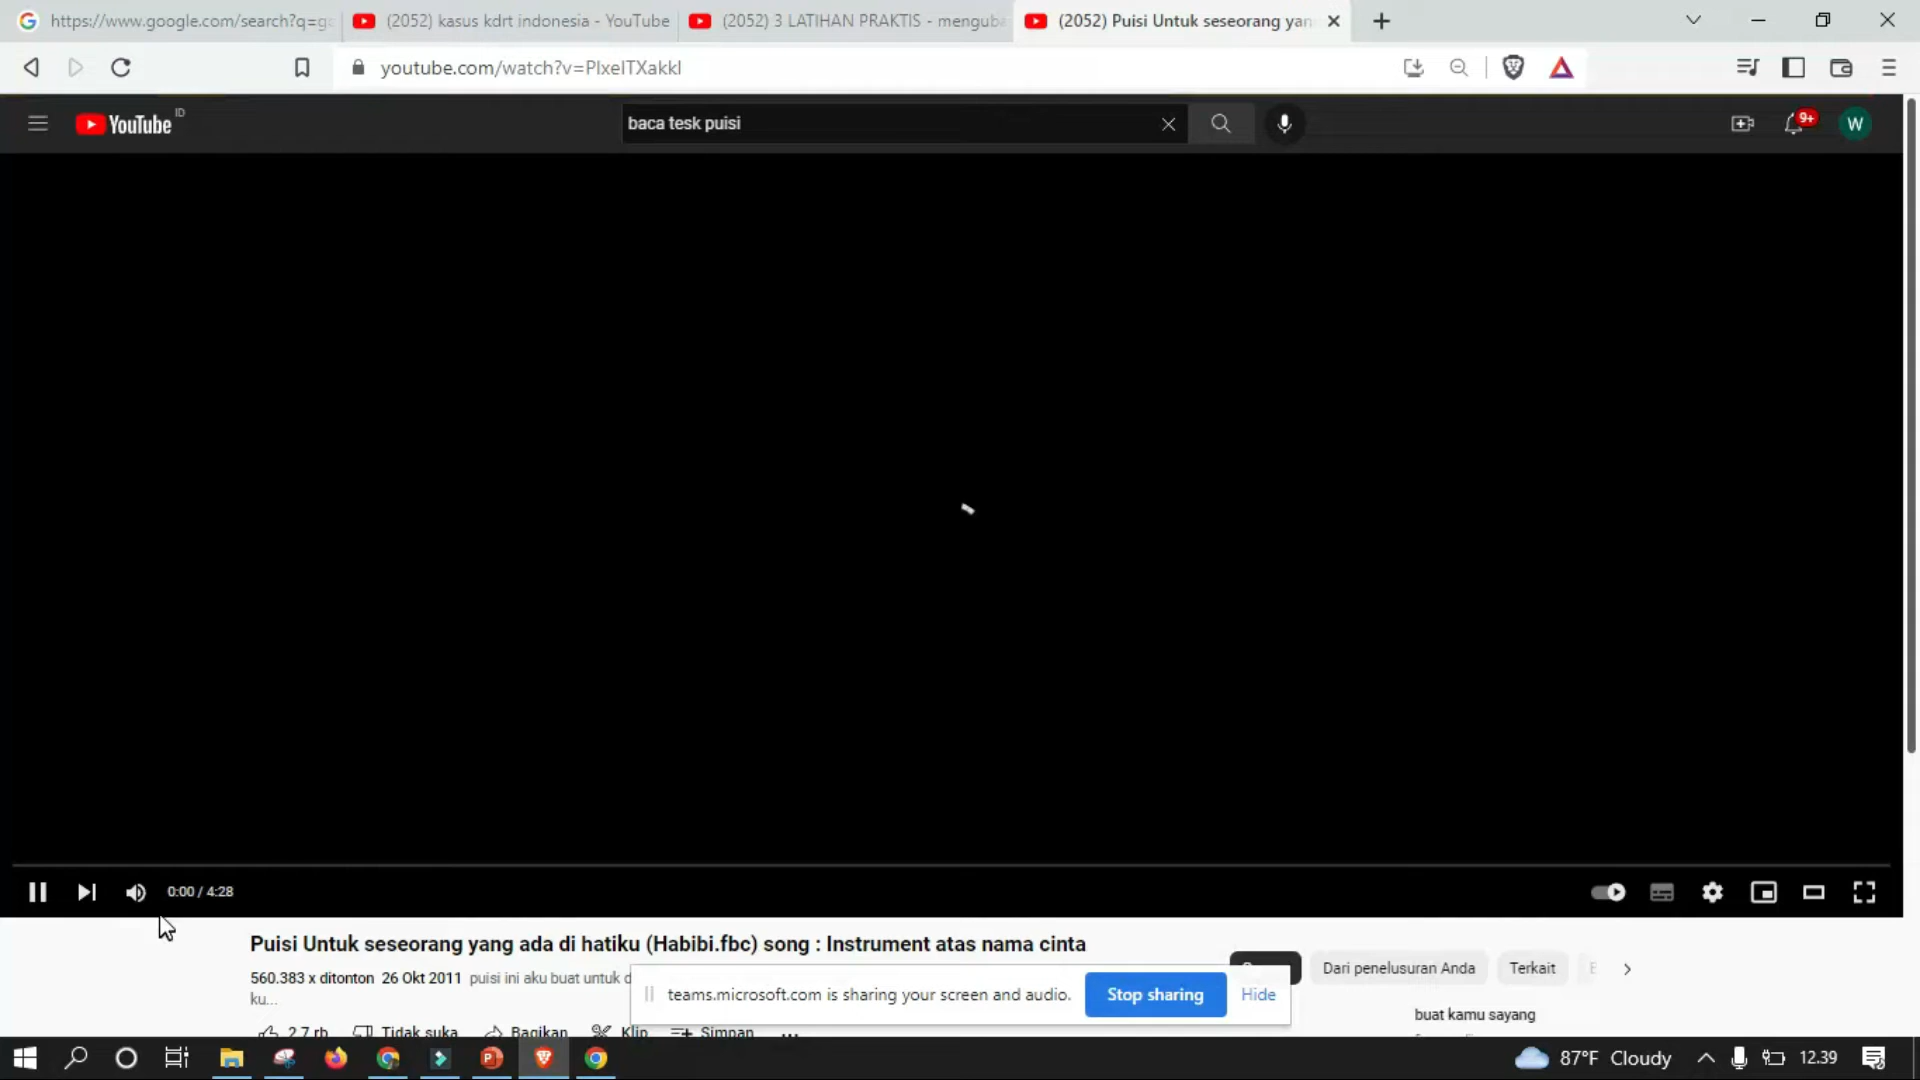 https://www.google.com/search?q=g
(2052) kasus kdrt indonesia - YouTube
(2052) 3 LATIHAN PRAKTIS - menguba
(2052) Puisi Untuk seseorang yan
youtube.com/watch?v=PlxelTXakkI
YouTube ID
baca tesk puisi
9+
W
0:00 / 4:28
Puisi Untuk seseorang yang ada di hatiku (Habibi.fbc) song : Instrument atas nama cinta
560.383 x ditonton 26 Okt 2011 puisi ini aku buat untuk d
ku...
Dari penelusuran Anda
Terkait
teams.microsoft.com is sharing your screen and audio.
Stop sharing
Hide
buat kamu sayang
2,7 rb
Tidak suka
Bagikan
Klip
Simpan
87°F Cloudy
12.39